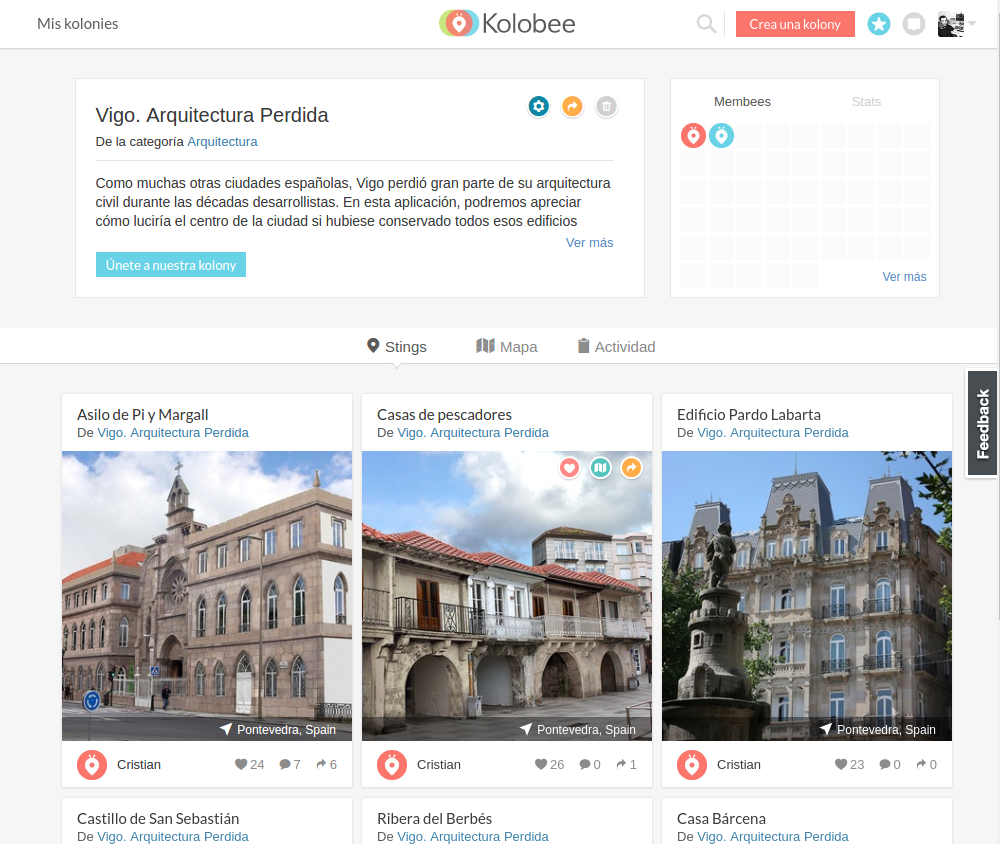 Mis kolonies
Kolobee
Crea una kolony
Vigo. Arquitectura Perdida
De la categoría Arquitectura
Como muchas otras ciudades españolas, Vigo perdió gran parte de su arquitectura
civil durante las décadas desarrollistas. En esta aplicación, podremos apreciar
cómo luciría el centro de la ciudad si hubiese conservado todos esos edificios
Ver más
Únete a nuestra kolony
Membees
Stats
Ver más
Stings
Mapa
Actividad
Feedback
Asilo de Pi y Margall
De Vigo. Arquitectura Perdida
Pontevedra, Spain
Cristian
24 7 6
Casas de pescadores
De Vigo. Arquitectura Perdida
Pontevedra, Spain
Cristian
26 0 1
Edificio Pardo Labarta
De Vigo. Arquitectura Perdida
Pontevedra, Spain
Cristian
23 0 0
Castillo de San Sebastián
De Vigo. Arquitectura Perdida
Ribera del Berbés
De Vigo. Arquitectura Perdida
Casa Bárcena
De Vigo. Arquitectura Perdida